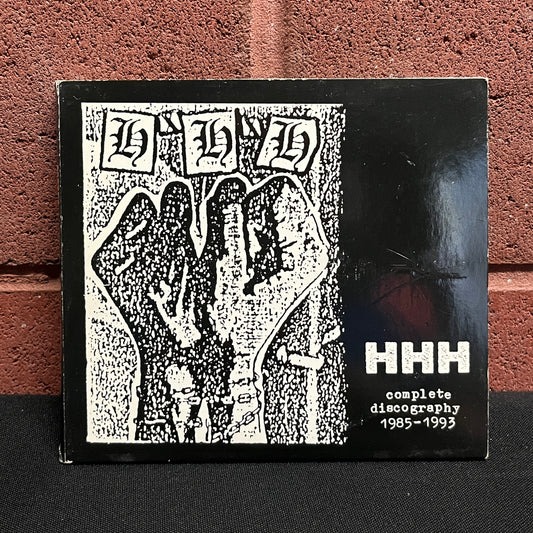 H H H
HHH
complete
discography
1985-1993